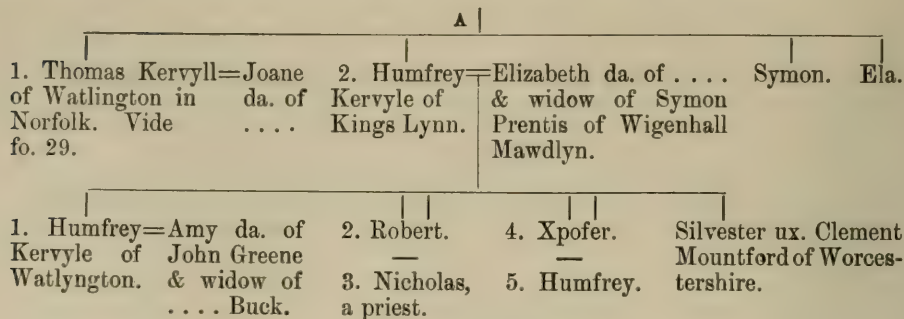 A
1. Thomas Kervyll=Joane
of Watlington in da. of
Norfolk. Vide . . . .
fo. 29.
2. Humfrey=Elizabeth da. of . . . .
Kervyle of & widow of Symon
Kings Lynn. Prentis of Wigenhall
Mawdlyn.
Symon.
Ela.
1. Humfrey=Amy da. of
Kervyle of John Greene
Watlyngton. & widow of
. . . . Buck.
2. Robert.
—
3. Nicholas,
a priest.
4. Xpofer.
—
5. Humfrey.
Silvester ux. Clement
Mountford of Worces-
tershire.